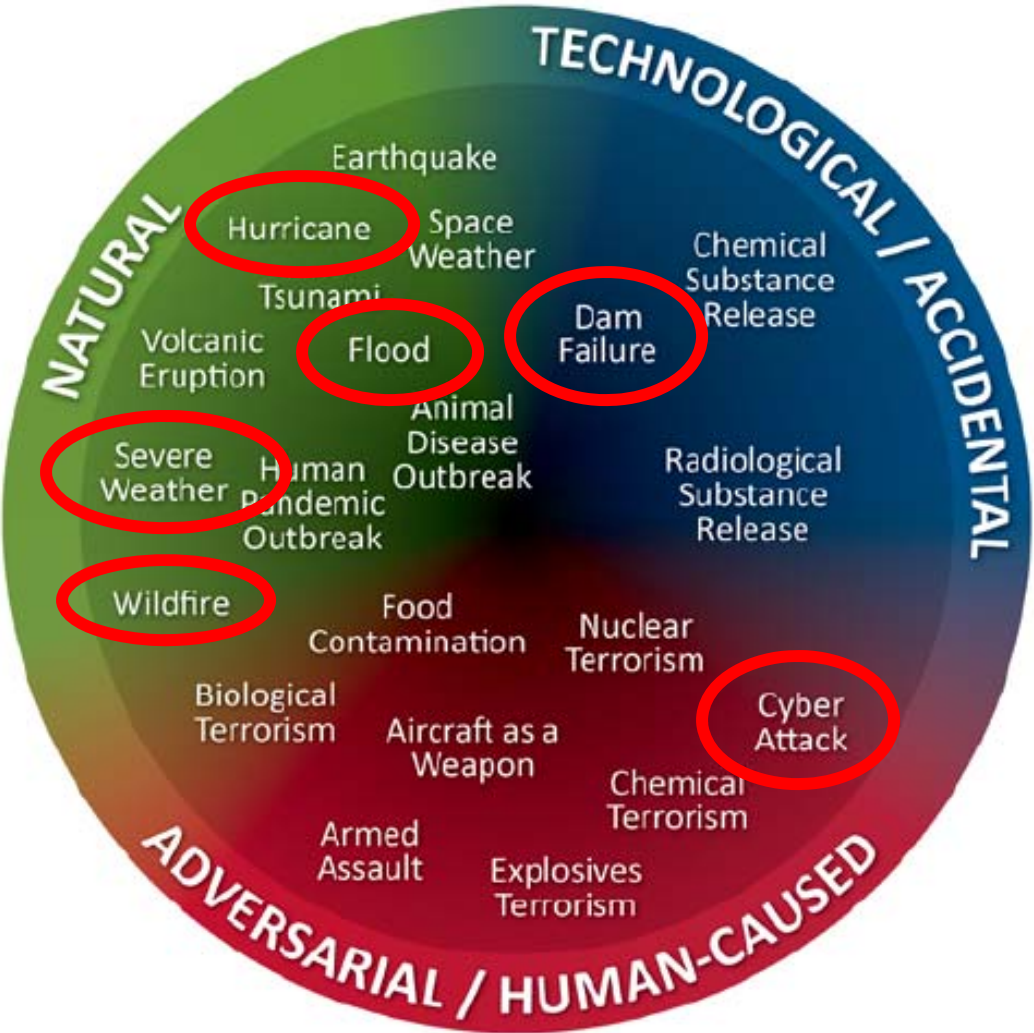 TECHNOLOGICAL / ACCIDENTAL
NATURAL
Earthquake
Hurricane
Space
Weather
Tsunami
Volcanic
Eruption
Flood
Dam
Failure
Chemical
Substance
Release
Animal
Disease
Outbreak
Severe
Weather
Human
Pandemic
Outbreak
Radiological
Substance
Release
Wildfire
Food
Contamination
Nuclear
Terrorism
Biological
Terrorism
Aircraft as a
Weapon
Cyber
Attack
Chemical
Terrorism
Armed
Assault
Explosives
Terrorism
ADVERSARIAL / HUMAN-CAUSED